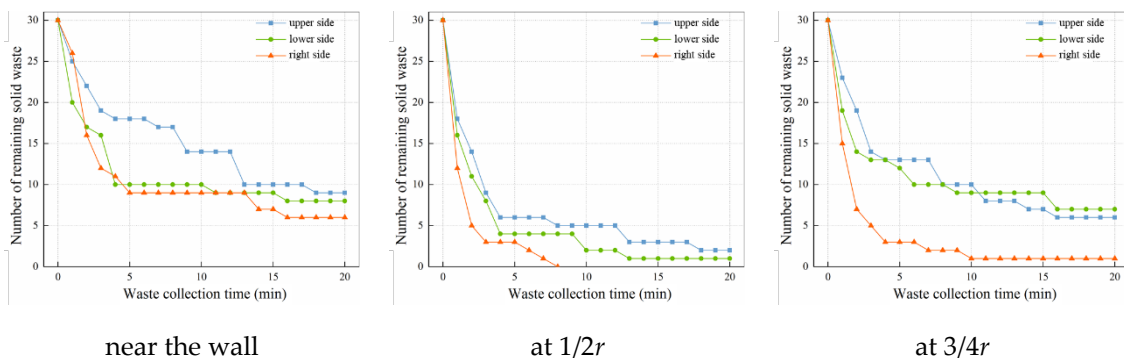 30
25
20
15
10
5
0
Number of remaining solid waste
upper side
lower side
right side
0 5 10 15 20
Waste collection time (min)
near the wall
30
25
20
15
10
5
0
Number of remaining solid waste
upper side
lower side
right side
0 5 10 15 20
Waste collection time (min)
at 1/2r
30
25
20
15
10
5
0
Number of remaining solid waste
upper side
lower side
right side
0 5 10 15 20
Waste collection time (min)
at 3/4r